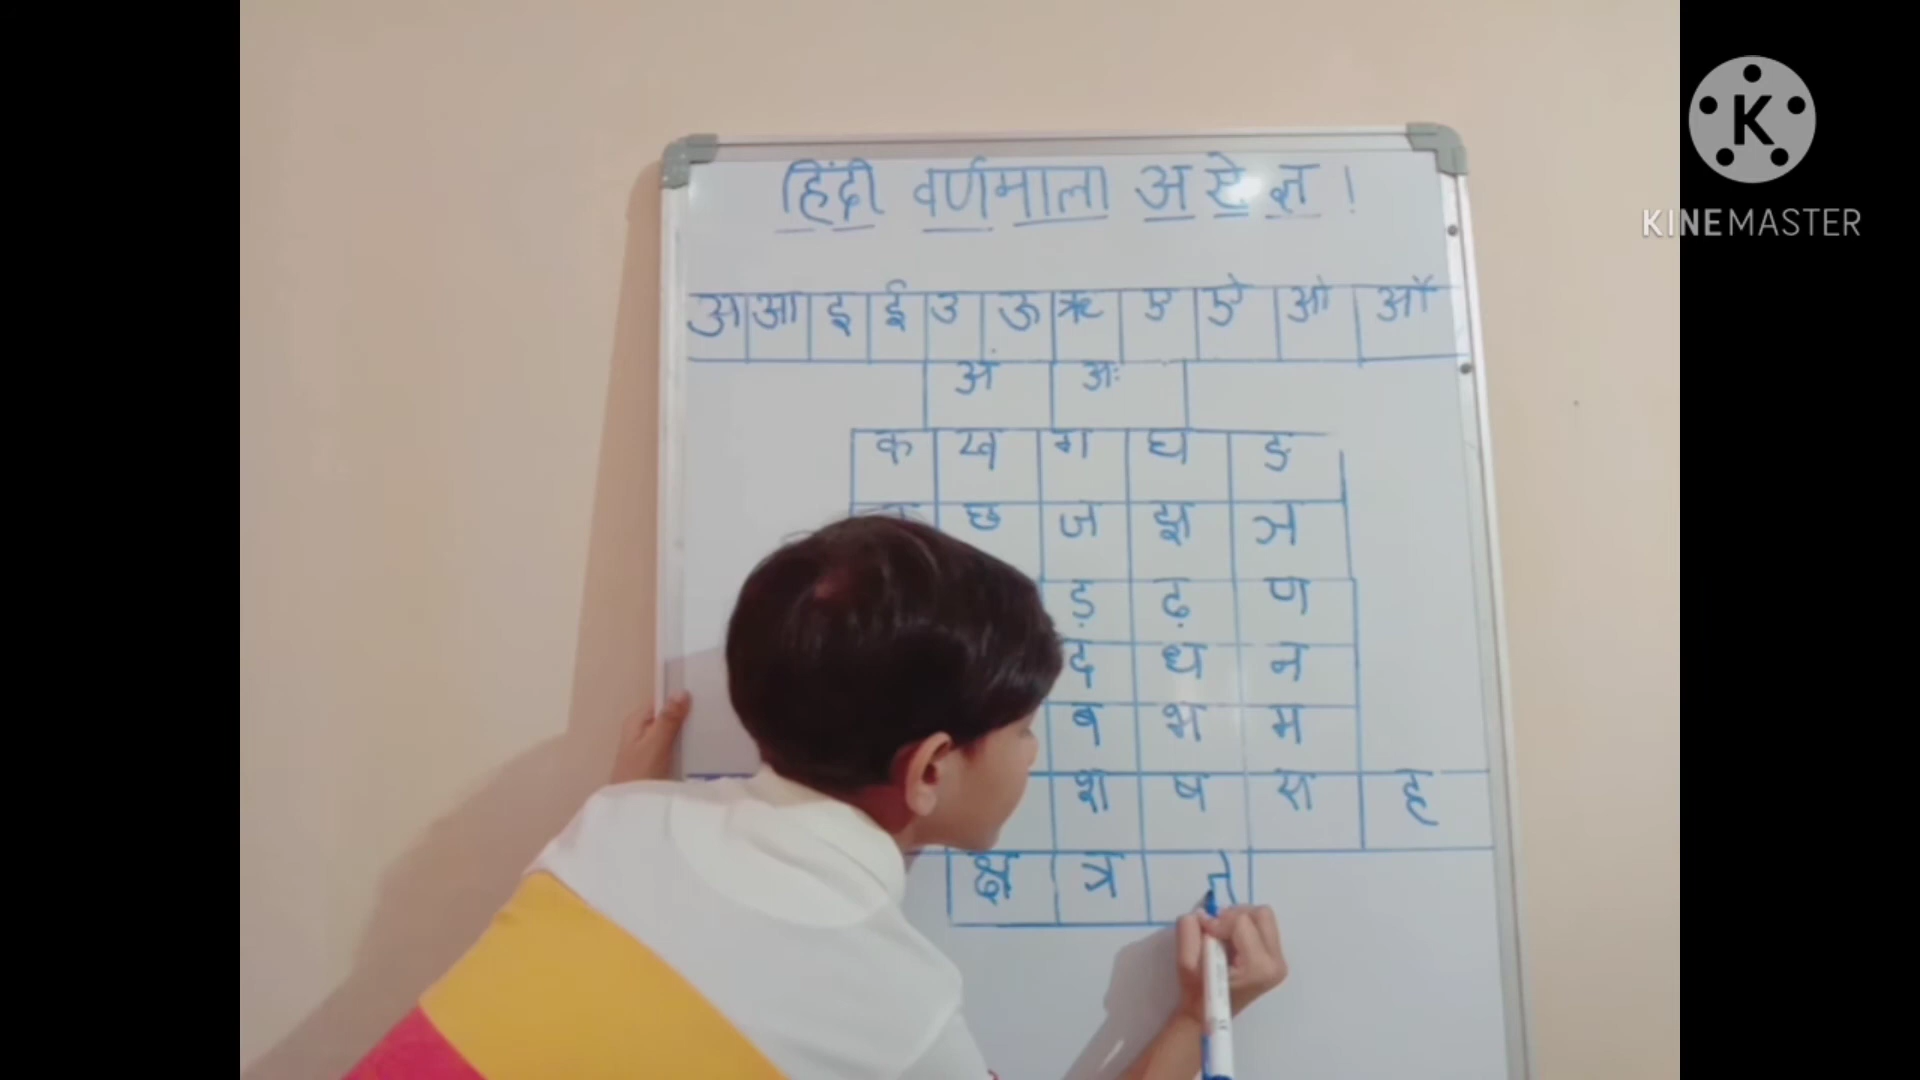 हिंदी वर्णमाला अ से ज्ञ ।
अ आ इ ई उ ऊ ऋ ए ऐ ओ औ
अं अः
क ख ग घ ङ
छ ज झ ञ
ड़ ढ़ ण
द ध न
ब भ म
श ष स ह
क्ष त्र
K
KINEMASTER